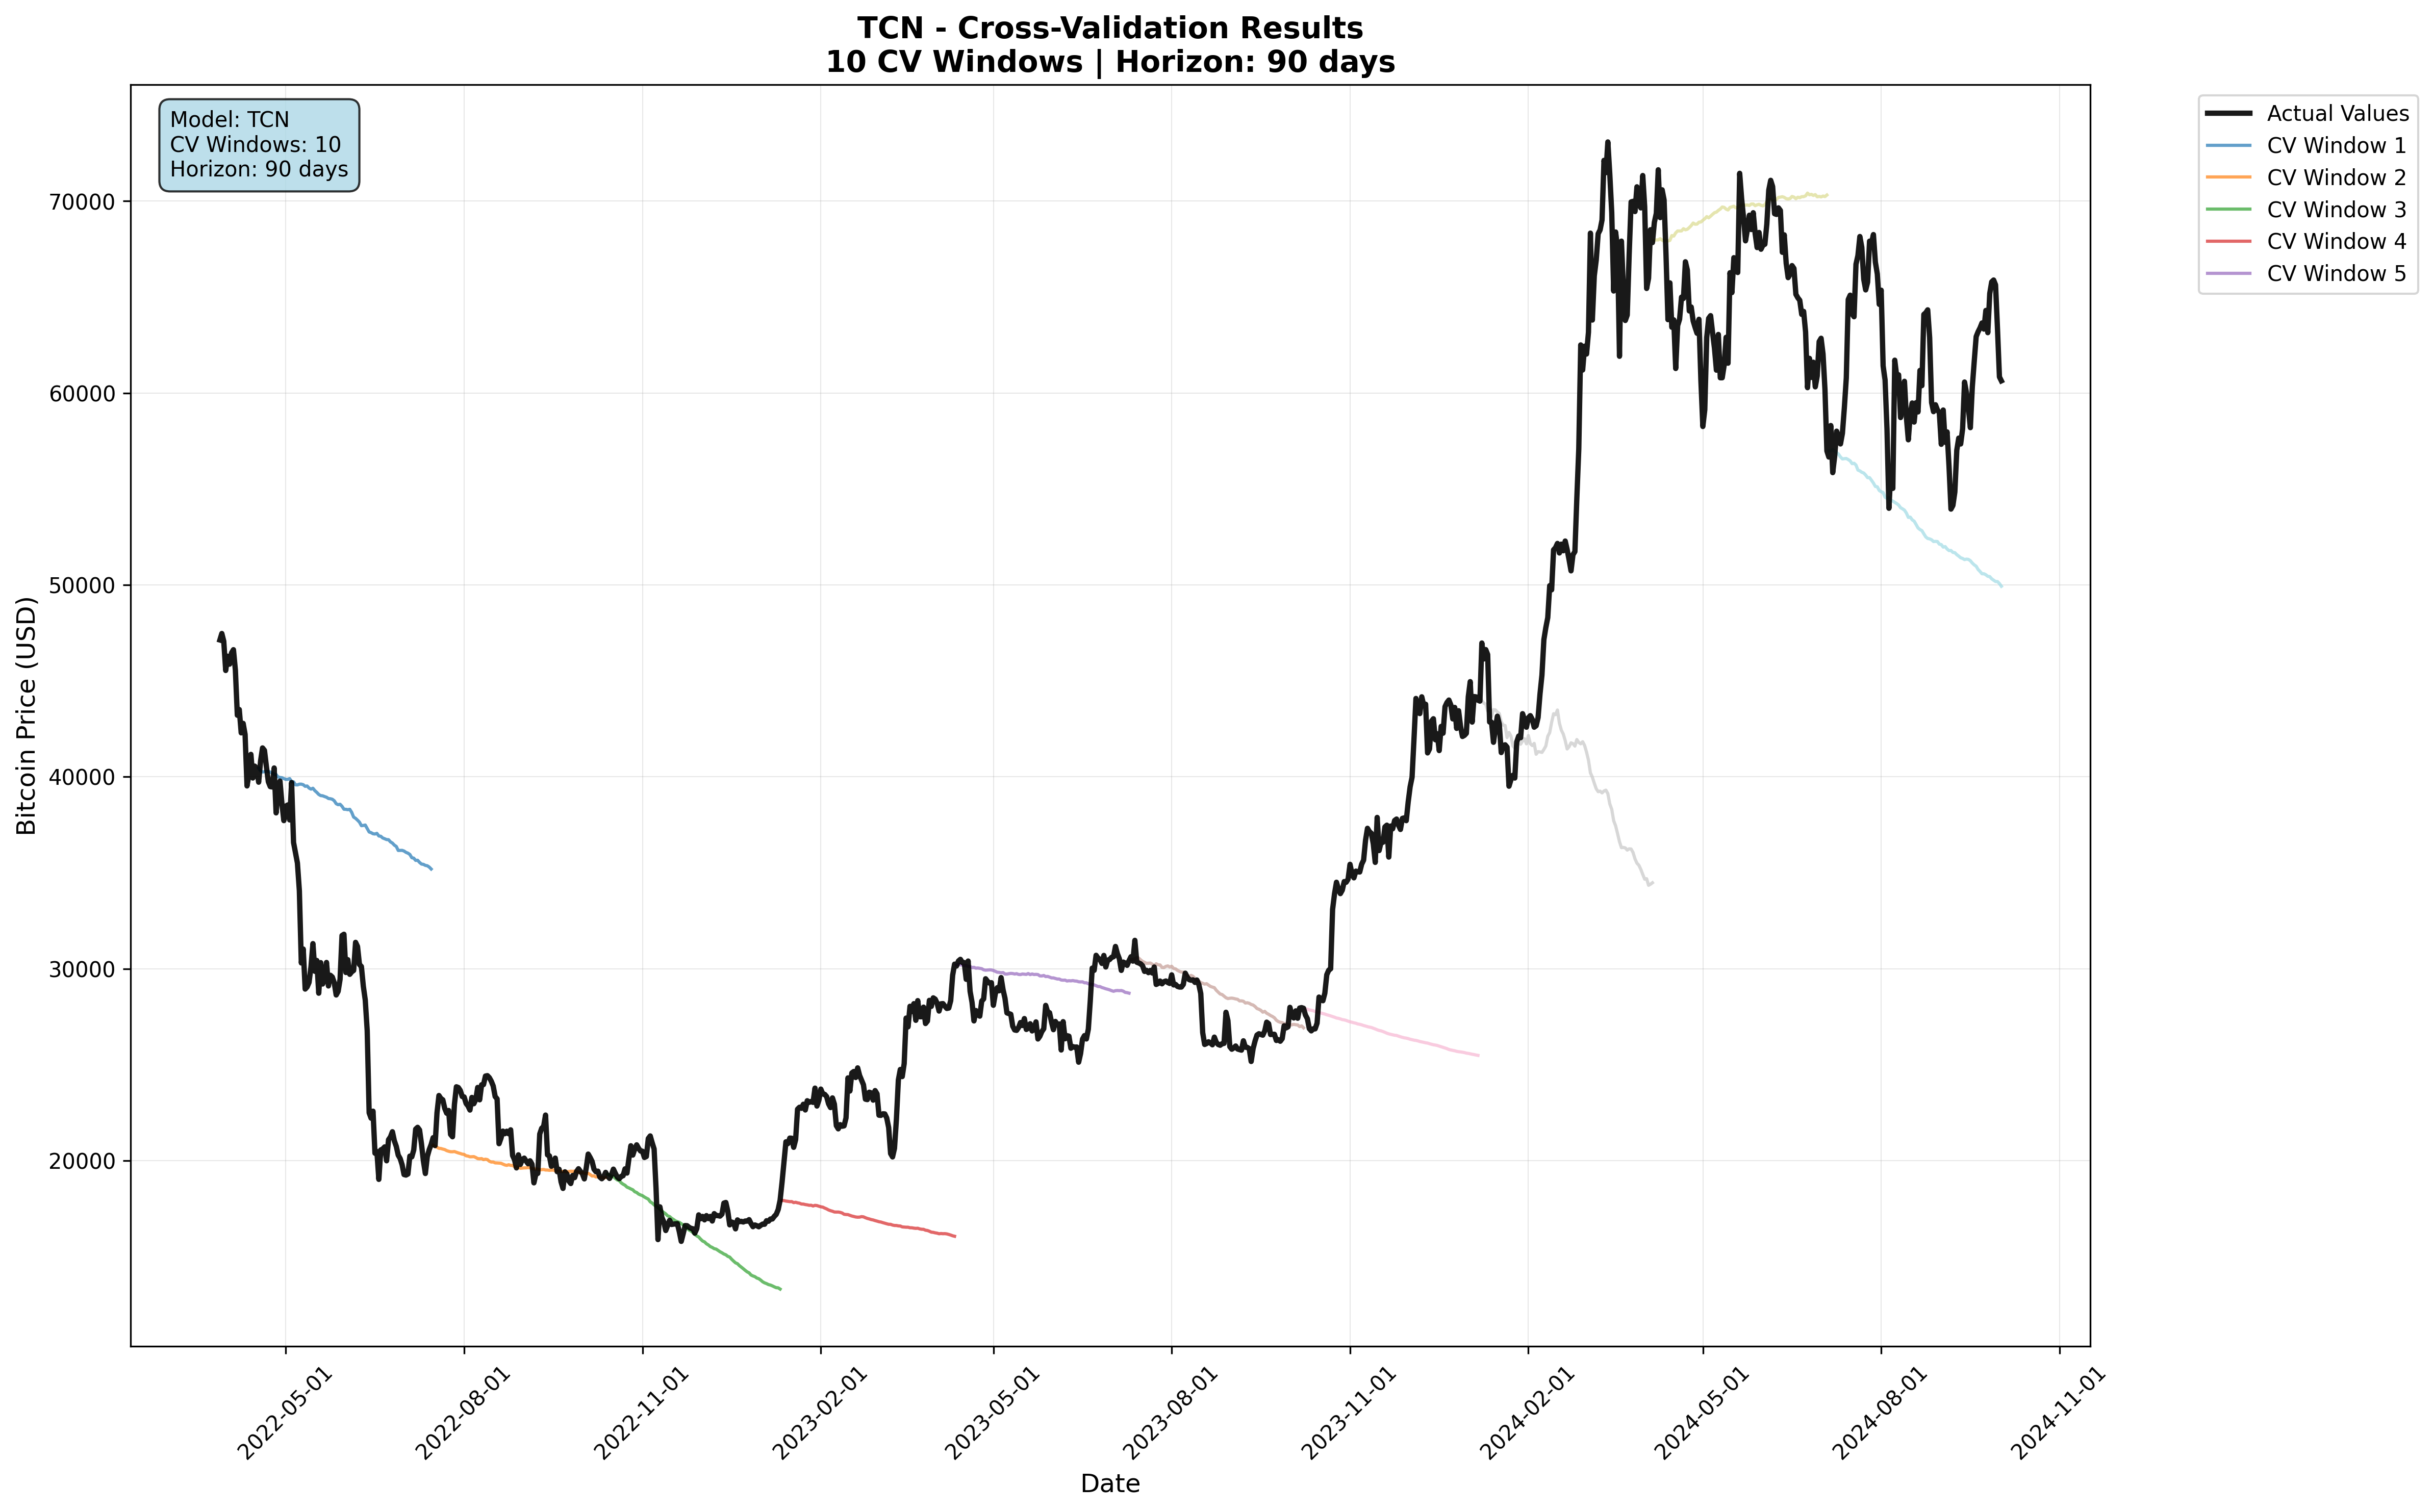 TCN - Cross-Validation Results
10 CV Windows | Horizon: 90 days
Model: TCN
CV Windows: 10
Horizon: 90 days
Actual Values
CV Window 1
CV Window 2
CV Window 3
CV Window 4
CV Window 5
Bitcoin Price (USD)
70000
60000
50000
40000
30000
20000
2022-05-01
2022-08-01
2022-11-01
2023-02-01
2023-05-01
2023-08-01
2023-11-01
2024-02-01
2024-05-01
2024-08-01
2024-11-01
Date